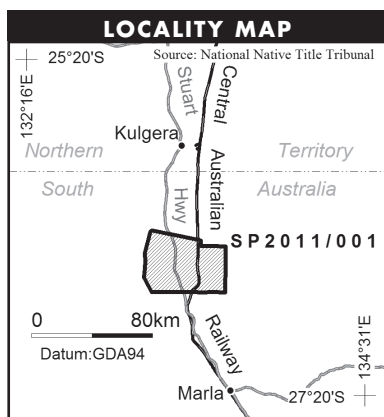 LOCALITY MAP
25°20'S
Source: National Native Title Tribunal
132°16'E
Stuart
Central
Kulgera
Northern
Territory
Australian
South
Australia
Hwy
SP2011/001
0
80km
Datum:GDA94
Railway
134°31'E
Marla
27°20'S